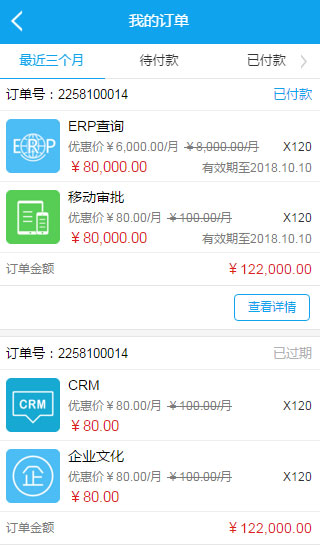 我的订单
最近三个月 待付款 已付款
订单号：2258100014 已付款
ERP
ERP查询
优惠价￥6,000.00/月 ￥8,000.00/月 X120
￥80,000.00 有效期至2018.10.10
移动审批
优惠价￥80.00/月 ￥100.00/月 X120
￥80,000.00 有效期至2018.10.10
订单金额 ￥122,000.00
查看详情
订单号：2258100014 已过期
CRM
CRM
优惠价￥80.00/月 ￥100.00/月 X120
￥80.00
企
企业文化
优惠价￥80.00/月 ￥100.00/月 X120
￥80.00
订单金额 ￥122,000.00